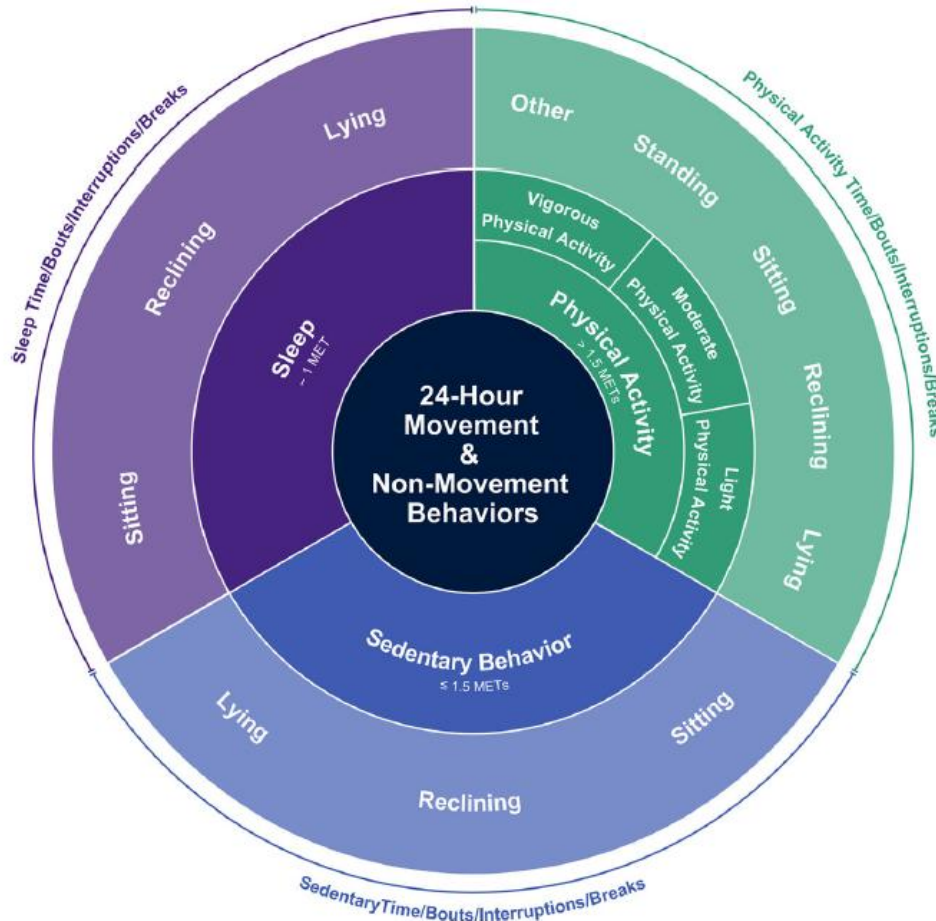 24-Hour
Movement
&
Non-Movement
Behaviors
Sleep
~ 1 MET
Lying
Reclining
Sitting
Sleep Time/Bouts/Interruptions/Breaks
Physical Activity
> 1.5 METs
Vigorous
Physical Activity
Moderate
Physical Activity
Light
Physical Activity
Other
Standing
Sitting
Reclining
Lying
Physical Activity Time/Bouts/Interruptions/Breaks
Sedentary Behavior
≤ 1.5 METs
Lying
Reclining
Sitting
SedentaryTime/Bouts/Interruptions/Breaks